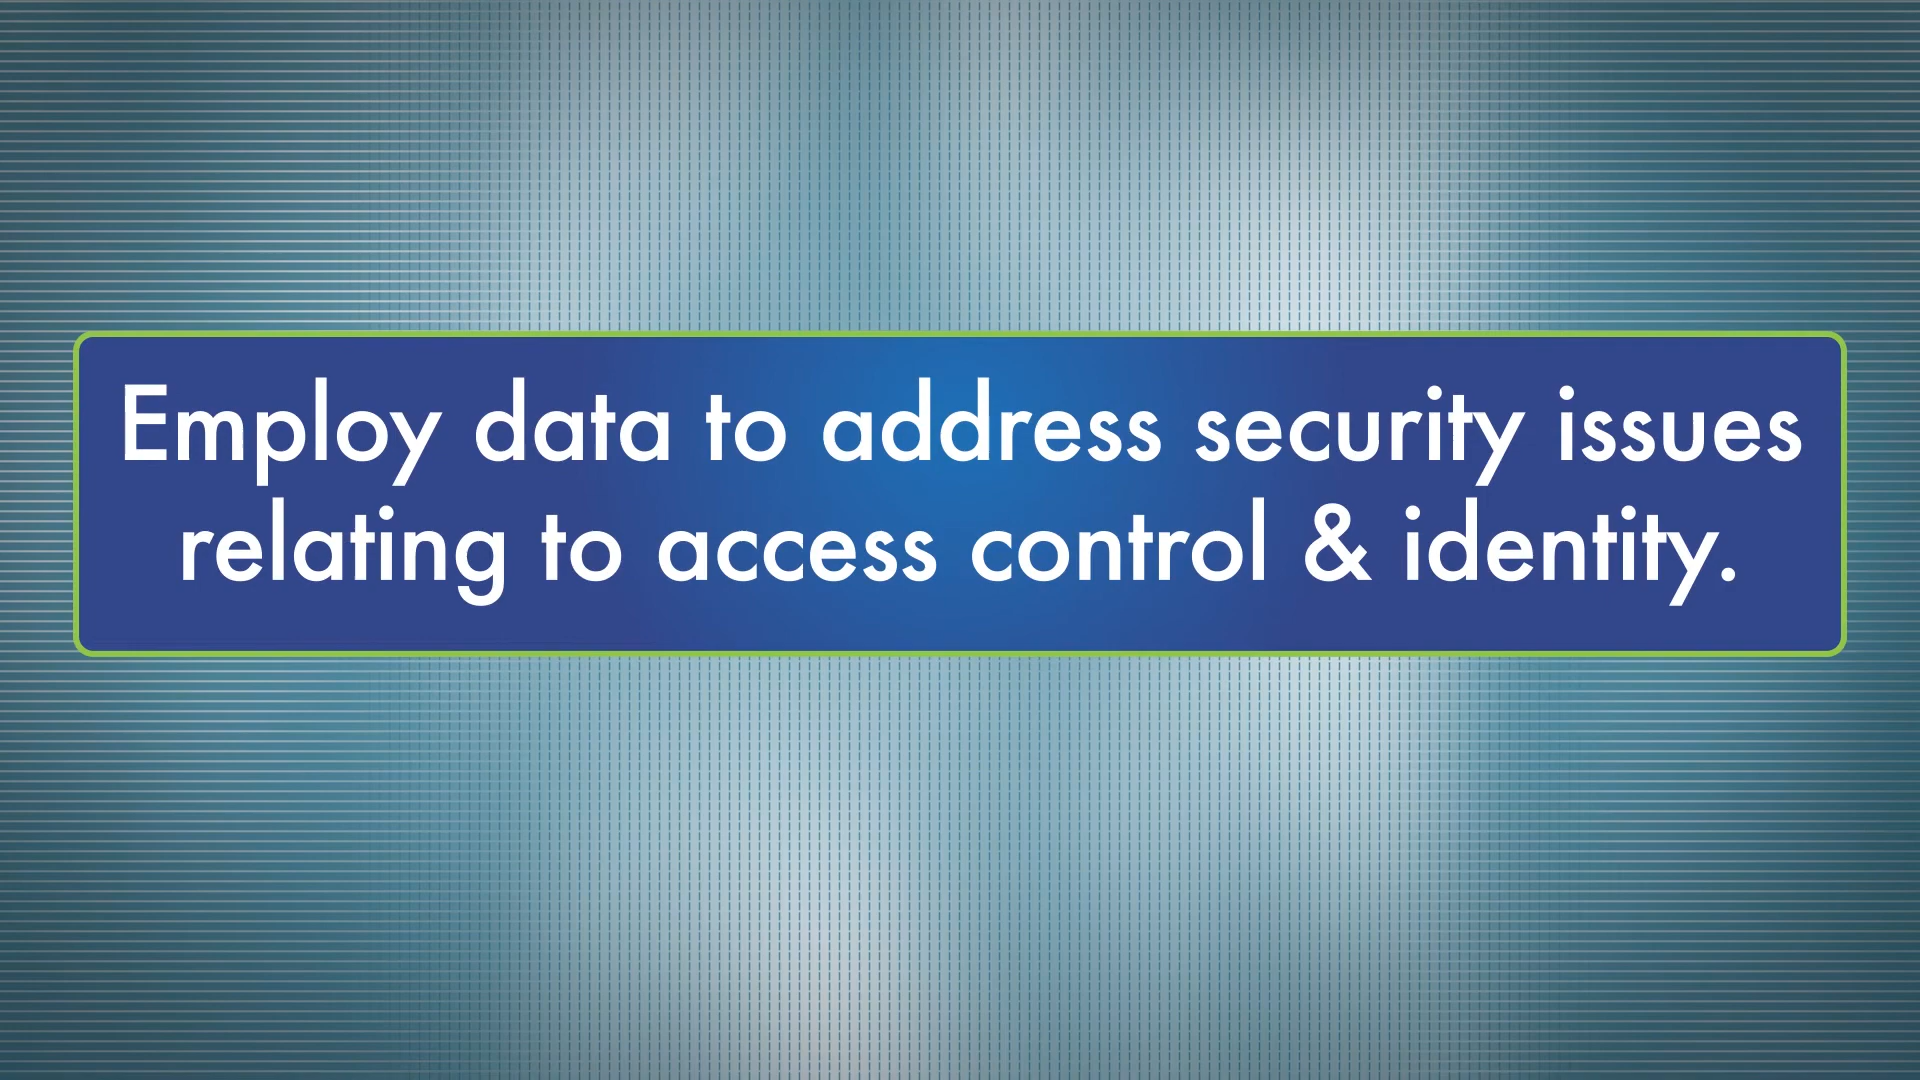 Employ data to address security issues
relating to access control & identity.